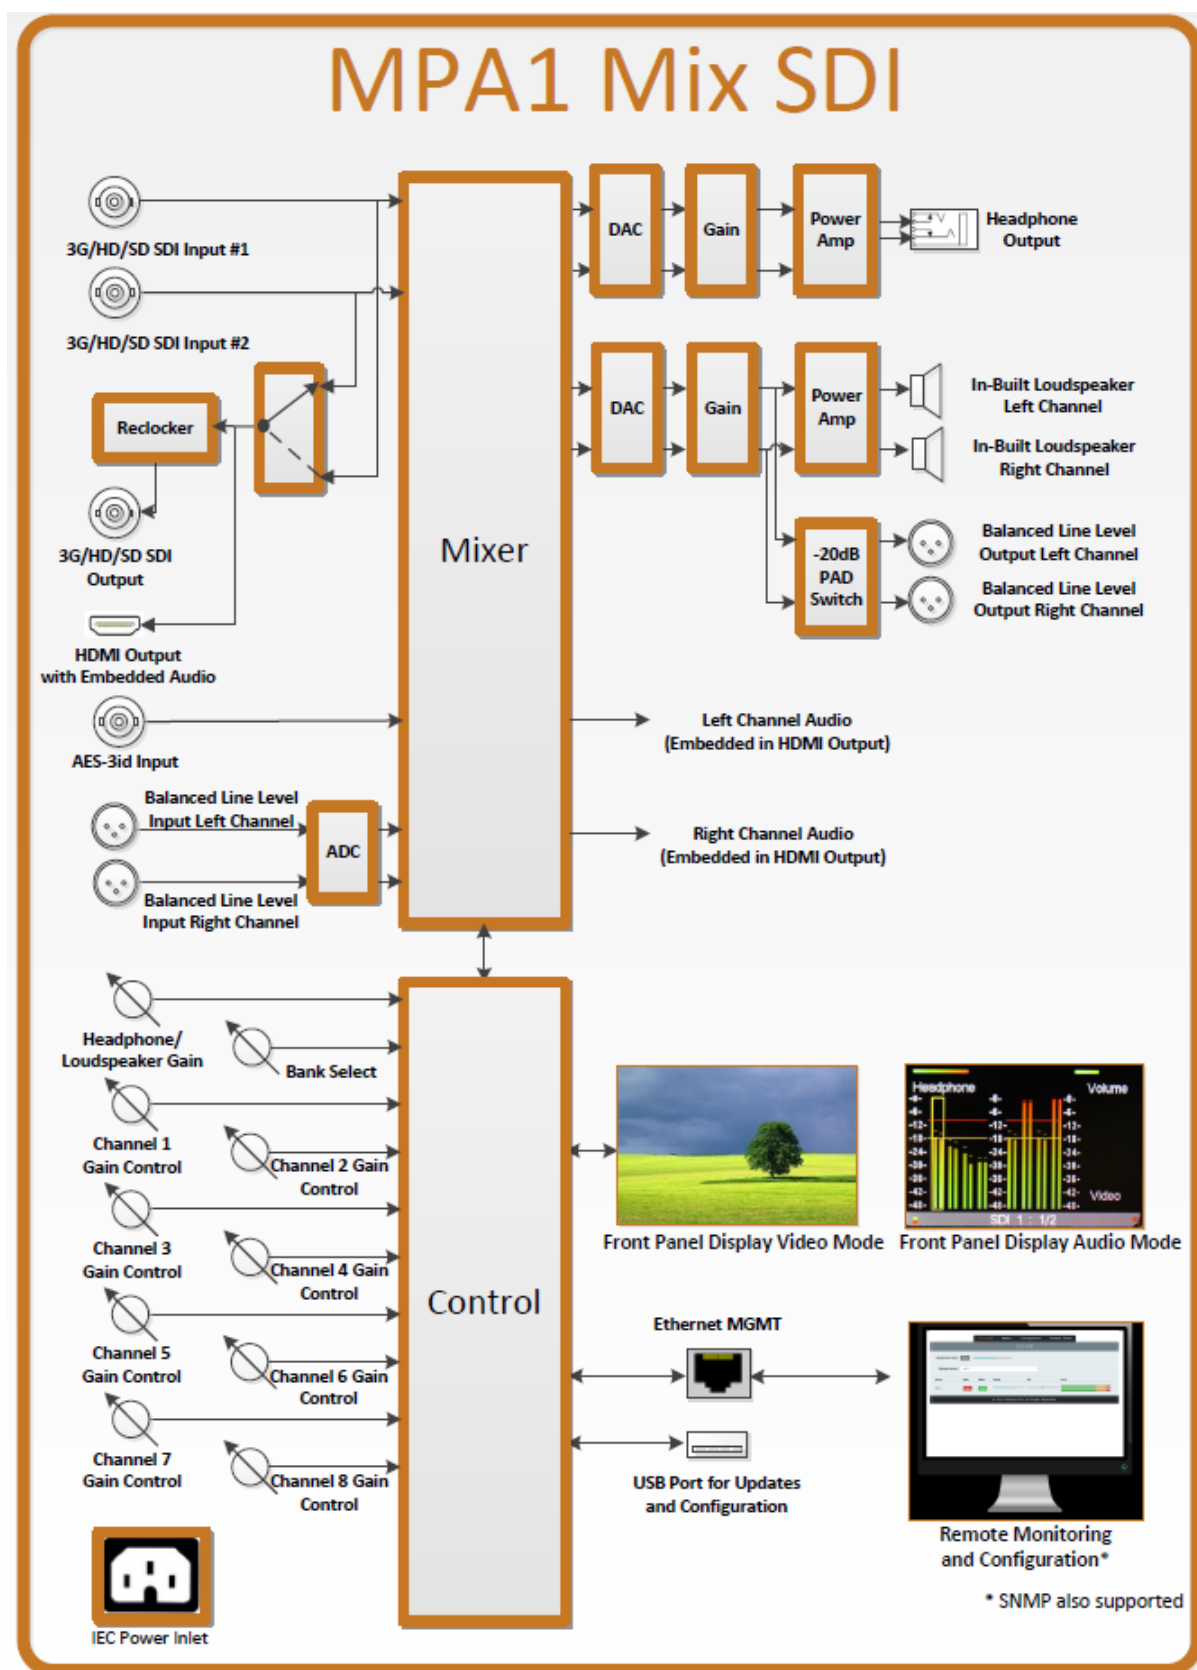 MPA1 Mix SDI
3G/HD/SD SDI Input #1
3G/HD/SD SDI Input #2
Reclocker
3G/HD/SD SDI
Output
HDMI Output
with Embedded Audio
AES-3id Input
Balanced Line Level
Input Left Channel
ADC
Balanced Line Level
Input Right Channel
Mixer
DAC
Gain
Power
Amp
Headphone
Output
DAC
Gain
Power
Amp
In-Built Loudspeaker
Left Channel
In-Built Loudspeaker
Right Channel
-20dB
PAD
Switch
Balanced Line Level
Output Left Channel
Balanced Line Level
Output Right Channel
Left Channel Audio
(Embedded in HDMI Output)
Right Channel Audio
(Embedded in HDMI Output)
Headphone/
Loudspeaker Gain
Bank Select
Channel 1
Gain Control
Channel 2 Gain
Control
Channel 3
Gain Control
Channel 4 Gain
Control
Channel 5
Gain Control
Channel 6 Gain
Control
Channel 7
Gain Control
Channel 8 Gain
Control
IEC Power Inlet
Control
Front Panel Display Video Mode
Headphone
Volume
Video
SDI 1 : 1/2
Front Panel Display Audio Mode
Ethernet MGMT
USB Port for Updates
and Configuration
Remote Monitoring
and Configuration*
* SNMP also supported